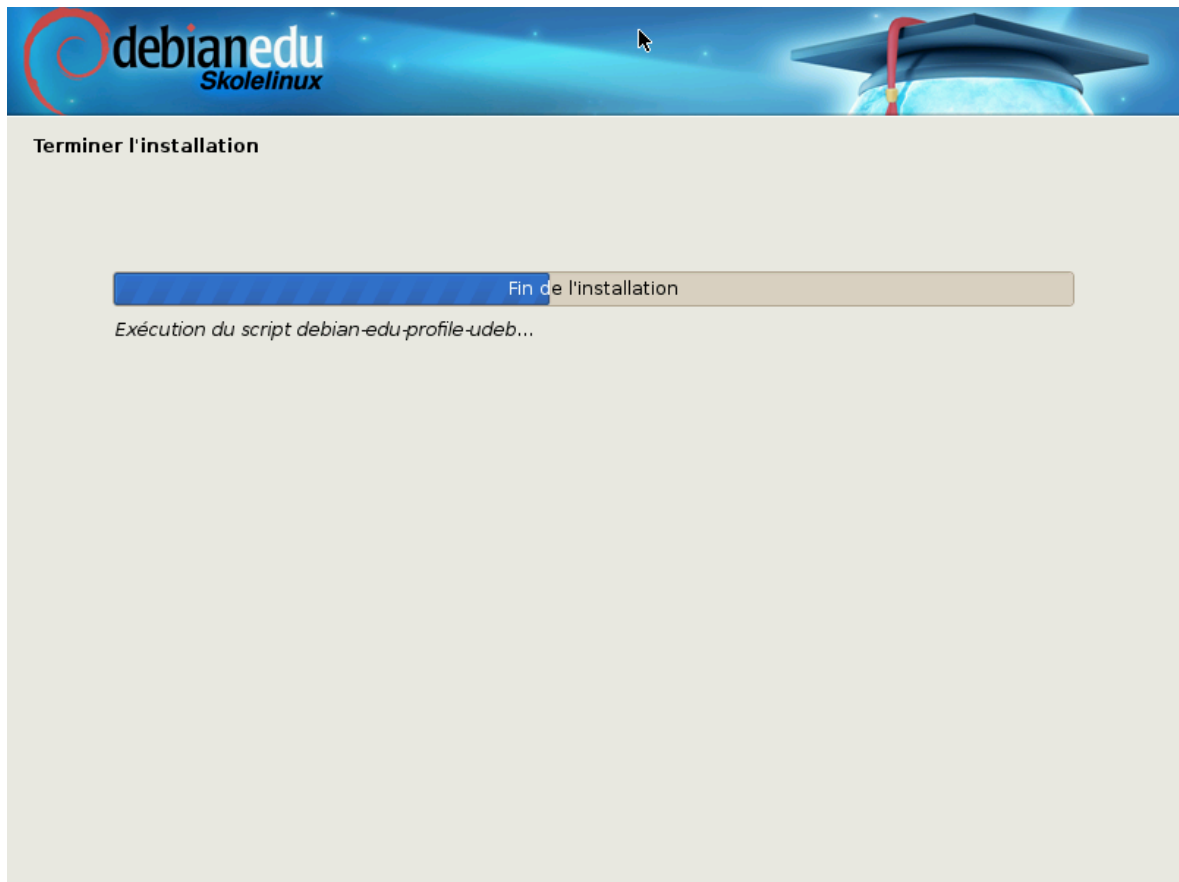 debianedu
Skolelinux
Terminer l'installation
Fin de l'installation
Exécution du script debian-edu-profile-udeb...